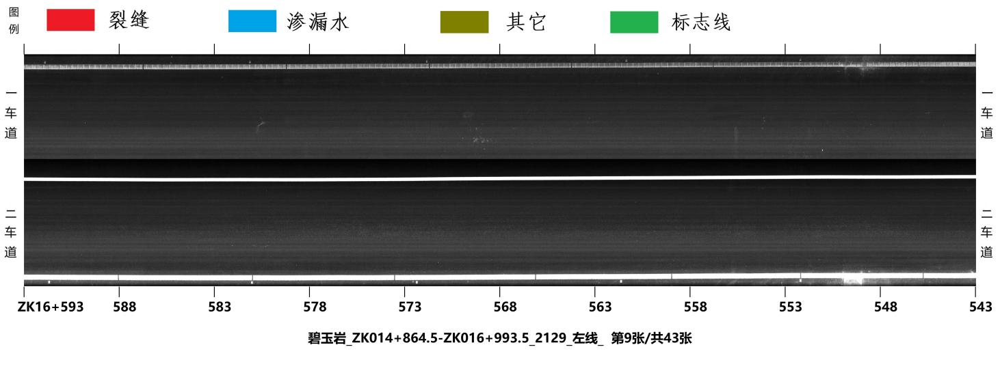 图例 裂缝 渗漏水 其它 标志线
一车道 一车道
二车道 二车道
ZK16+593 588 583 578 573 568 563 558 553 548 543
碧玉岩_ZK014+864.5-ZK016+993.5_2129_左线_ 第9张/共43张